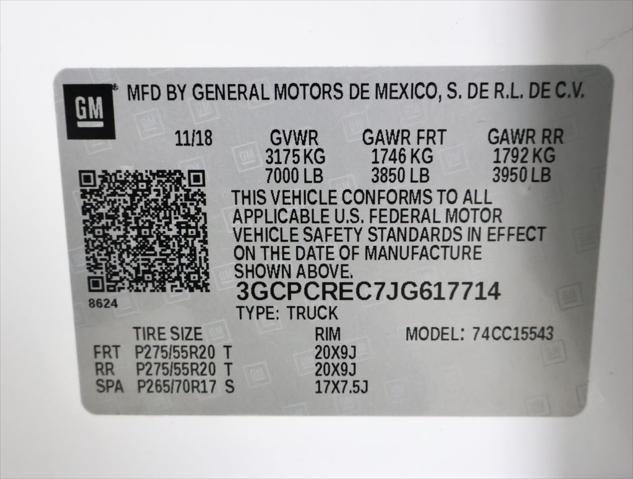 GM ® MFD BY GENERAL MOTORS DE MEXICO, S. DE R.L. DE C.V.
11/18 GVWR GAWR FRT GAWR RR
3175 KG 1746 KG 1792 KG
7000 LB 3850 LB 3950 LB
THIS VEHICLE CONFORMS TO ALL
APPLICABLE U.S. FEDERAL MOTOR
VEHICLE SAFETY STANDARDS IN EFFECT
ON THE DATE OF MANUFACTURE
SHOWN ABOVE.
3GCPCREC7JG617714
8624
TYPE: TRUCK
TIRE SIZE RIM MODEL: 74CC15543
FRT P275/55R20 T 20X9J
RR P275/55R20 T 20X9J
SPA P265/70R17 S 17X7.5J